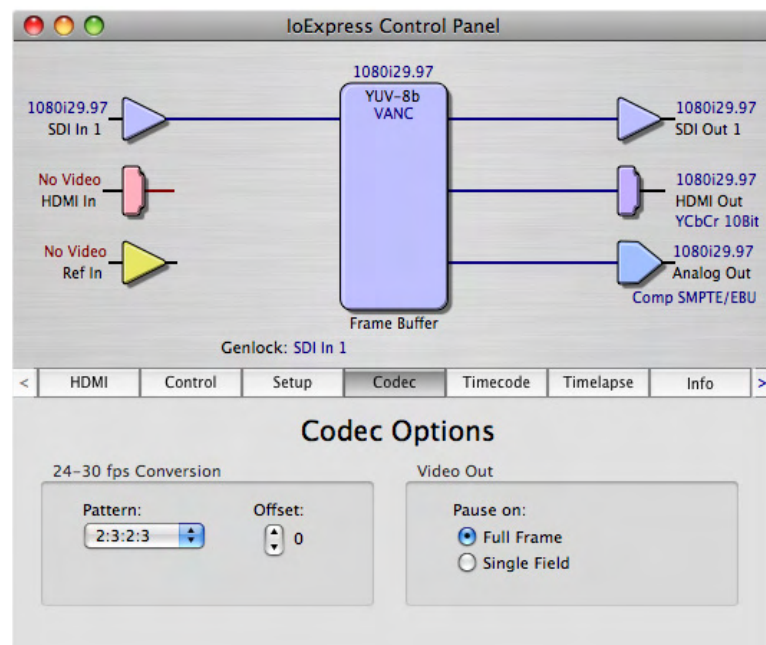 IoExpress Control Panel
1080i29.97
YUV-8b
VANC
1080i29.97
SDI In 1
1080i29.97
SDI Out 1
No Video
HDMI In
1080i29.97
HDMI Out
YCbCr 10Bit
No Video
Ref In
1080i29.97
Analog Out
Comp SMPTE/EBU
Frame Buffer
Genlock: SDI In 1
< HDMI Control Setup Codec Timecode Timelapse Info >
Codec Options
24-30 fps Conversion
Pattern: Offset:
2:3:2:3 0
Video Out
Pause on:
Full Frame
Single Field